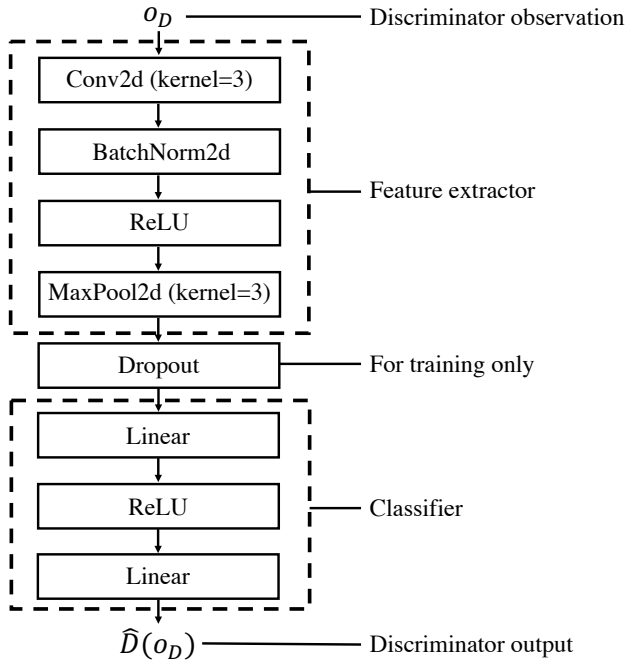 o_D Discriminator observation
Conv2d (kernel=3)
BatchNorm2d
Feature extractor
ReLU
MaxPool2d (kernel=3)
Dropout For training only
Linear
ReLU Classifier
Linear
D̂(o_D) Discriminator output